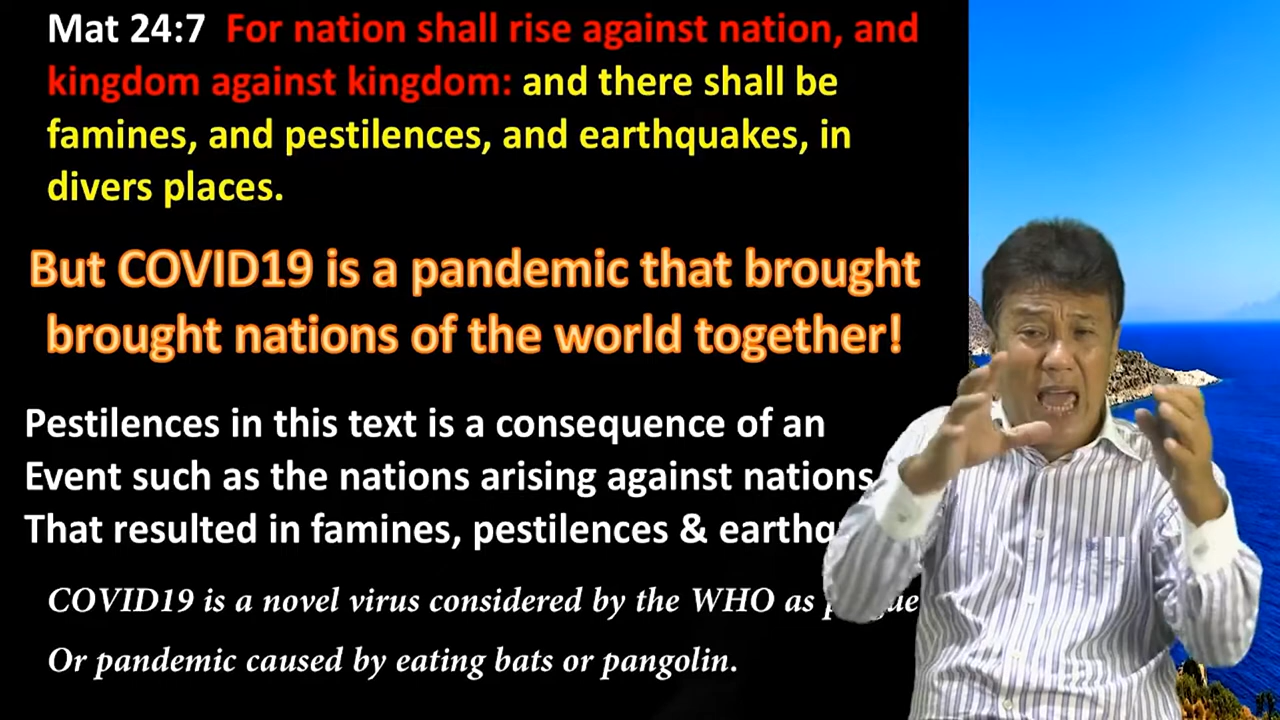 Mat 24:7 For nation shall rise against nation, and
kingdom against kingdom: and there shall be
famines, and pestilences, and earthquakes, in
divers places.
But COVID19 is a pandemic that brought
brought nations of the world together!
Pestilences in this text is a consequence of an
Event such as the nations arising against nations
That resulted in famines, pestilences &
COVID19 is a novel virus considered by the WHO as
Or pandemic caused by eating bats or pangolin.